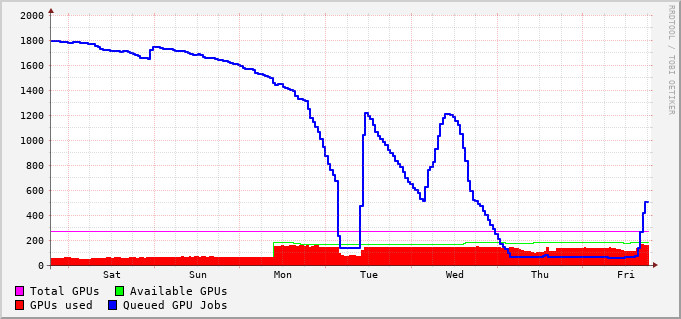 RRDTOOL / TOBI OETIKER
2000
1800
1600
1400
1200
1000
800
600
400
200
0
Sat Sun Mon Tue Wed Thu Fri
Total GPUs Available GPUs
GPUs used Queued GPU Jobs